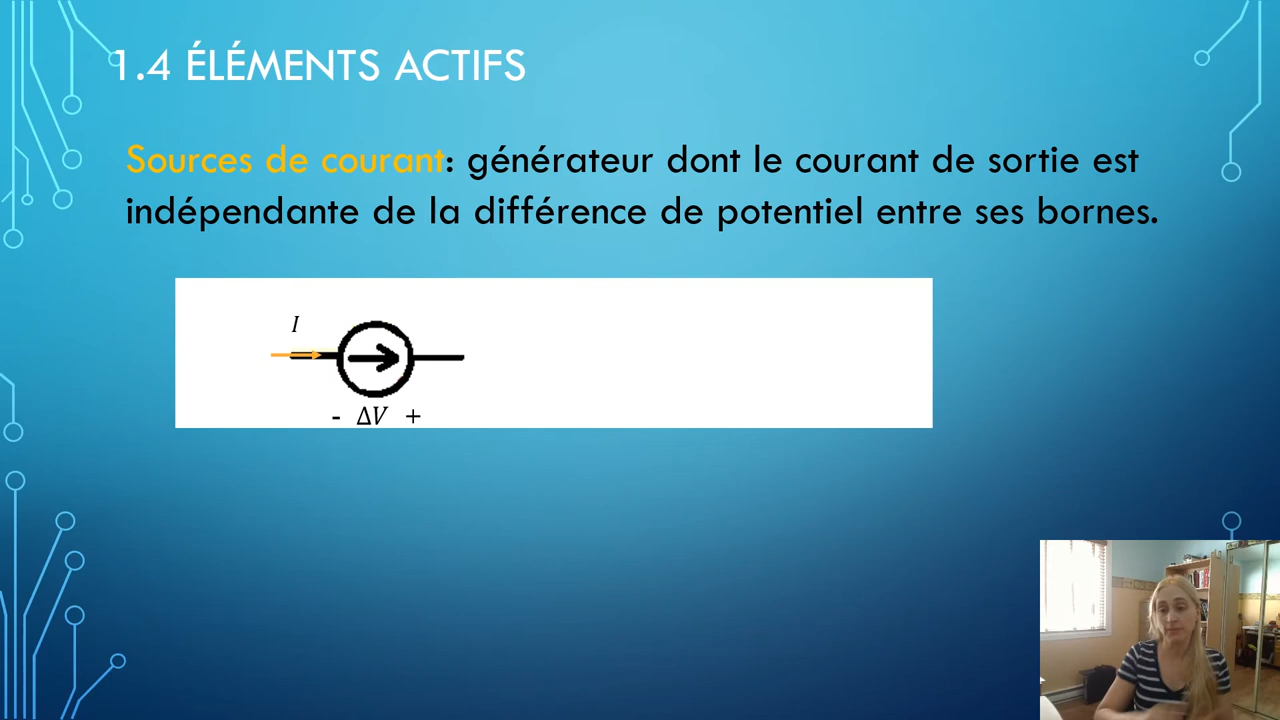 1.4 ÉLÉMENTS ACTIFS
Sources de courant: générateur dont le courant de sortie est
indépendante de la différence de potentiel entre ses bornes.
I
- ΔV +